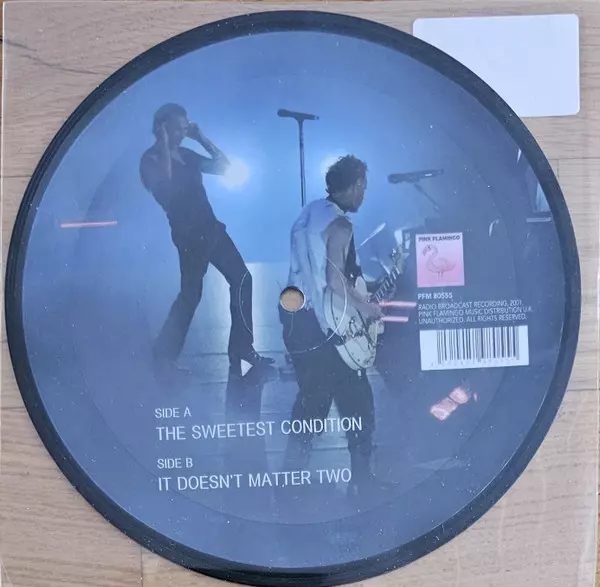 PINK FLAMINGO
PFM 80555
RADIO BROADCAST RECORDING, 2001.
PINK FLAMINGO MUSIC DISTRIBUTION U.K.
UNAUTHORIZED. ALL RIGHTS RESERVED.
SIDE A
THE SWEETEST CONDITION
SIDE B
IT DOESN'T MATTER TWO